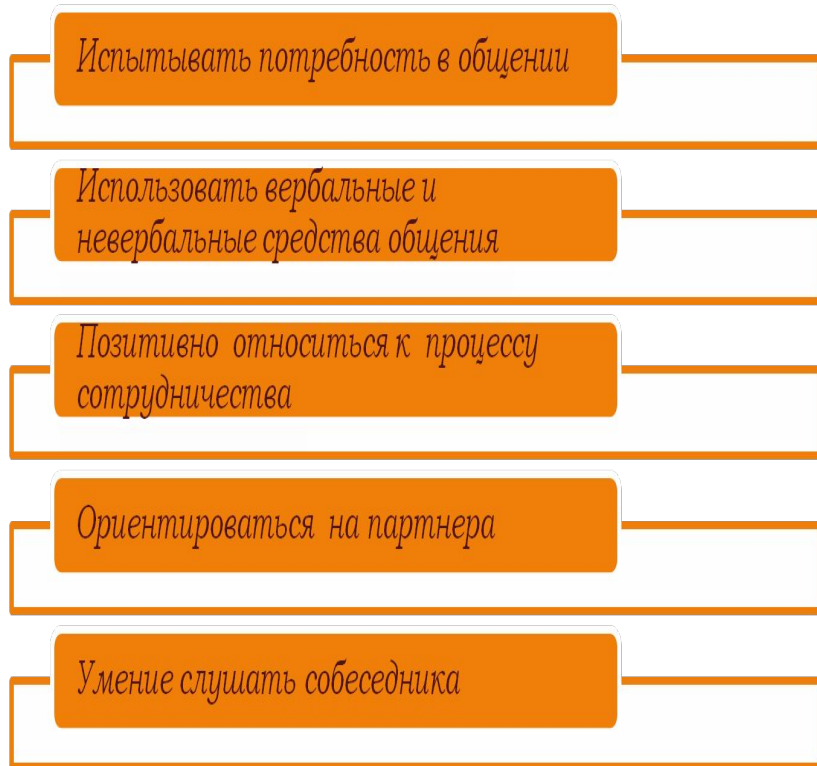 Испытывать потребность в общении
Использовать вербальные и
невербальные средства общения
Позитивно относиться к процессу
сотрудничества
Ориентироваться на партнера
Умение слушать собеседника